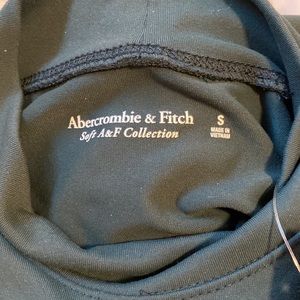 Abercrombie & Fitch
Soft A&F Collection
S
MADE IN
VIETNAM